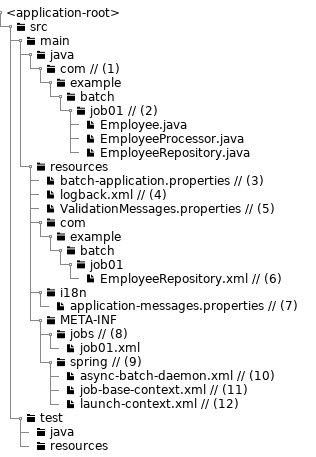 <application-root>
src
main
java
com // (1)
example
batch
job01 // (2)
Employee.java
EmployeeProcessor.java
EmployeeRepository.java
resources
batch-application.properties // (3)
logback.xml // (4)
ValidationMessages.properties // (5)
com
example
batch
job01
EmployeeRepository.xml // (6)
i18n
application-messages.properties // (7)
META-INF
jobs // (8)
job01.xml
spring // (9)
async-batch-daemon.xml // (10)
job-base-context.xml // (11)
launch-context.xml // (12)
test
java
resources